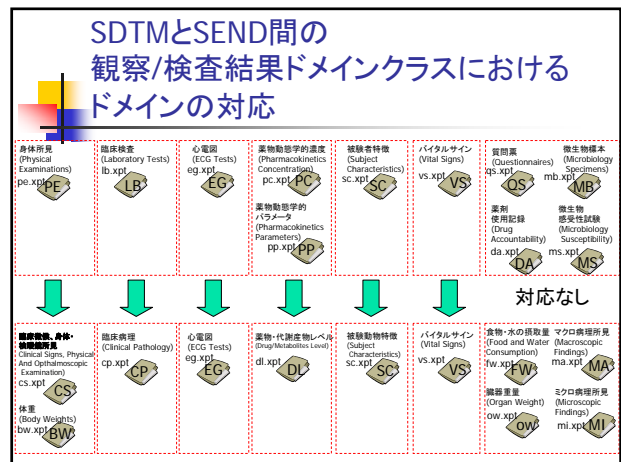 SDTMとSEND間の
観察/検査結果ドメインクラスにおける
ドメインの対応
身体所見
(Physical
Examinations)
pe.xpt
PE
臨床検査
(Laboratory Tests)
lb.xpt
LB
心電図
(ECG Tests)
eg.xpt
EG
薬物動態学的濃度
(Pharmacokinetics
Concentration)
pc.xpt
PC
薬物動態学的
パラメータ
(Pharmacokinetics
Parameters)
pp.xpt
PP
被験者特徴
(Subject
Characteristics)
sc.xpt
SC
バイタルサイン
(Vital Signs)
vs.xpt
VS
質問票
(Questionnaires)
qs.xpt
QS
微生物標本
(Microbiology
Specimens)
mb.xpt
MB
薬剤
使用記録
(Drug
Accountability)
da.xpt
DA
微生物
感受性試験
(Microbiology
Susceptibility)
ms.xpt
MS
対応なし
臨床徴候、身体・
検眼鏡所見
Clinical Signs, Physical
And Opthalmoscopic
Examination)
cs.xpt
CS
体重
(Body Weights)
bw.xpt
BW
臨床病理
(Clinical Pathology)
cp.xpt
CP
心電図
(ECG Tests)
eg.xpt
EG
薬物・代謝産物レベル
(Drug/Metabolites Level)
dl.xpt
DL
被験動物特徴
(Subject
Characteristics)
sc.xpt
SC
バイタルサイン
(Vital Signs)
vs.xpt
VS
食物・水の摂取量
(Food and Water
Consumption)
fw.xpt
FW
マクロ病理所見
(Macroscopic
Findings)
ma.xpt
MA
臓器重量
(Organ Weight)
ow.xpt
ow
ミクロ病理所見
(Microscopic
Findings)
mi.xpt
MI